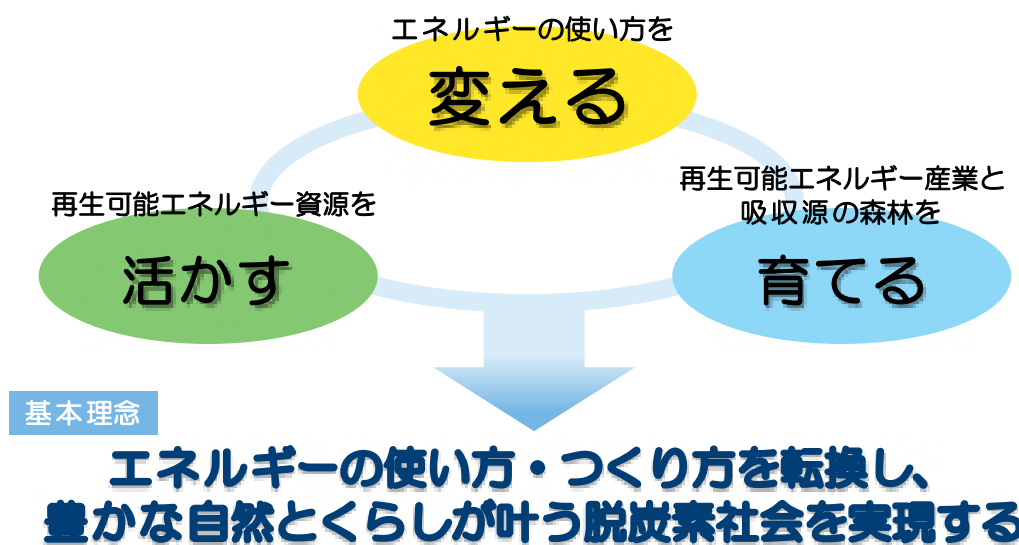 エネルギーの使い方を
変える
再生可能エネルギー資源を
活かす
再生可能エネルギー産業と
吸収源の森林を
育てる
基本理念
エネルギーの使い方・つくり方を転換し、
豊かな自然とくらしが叶う脱炭素社会を実現する